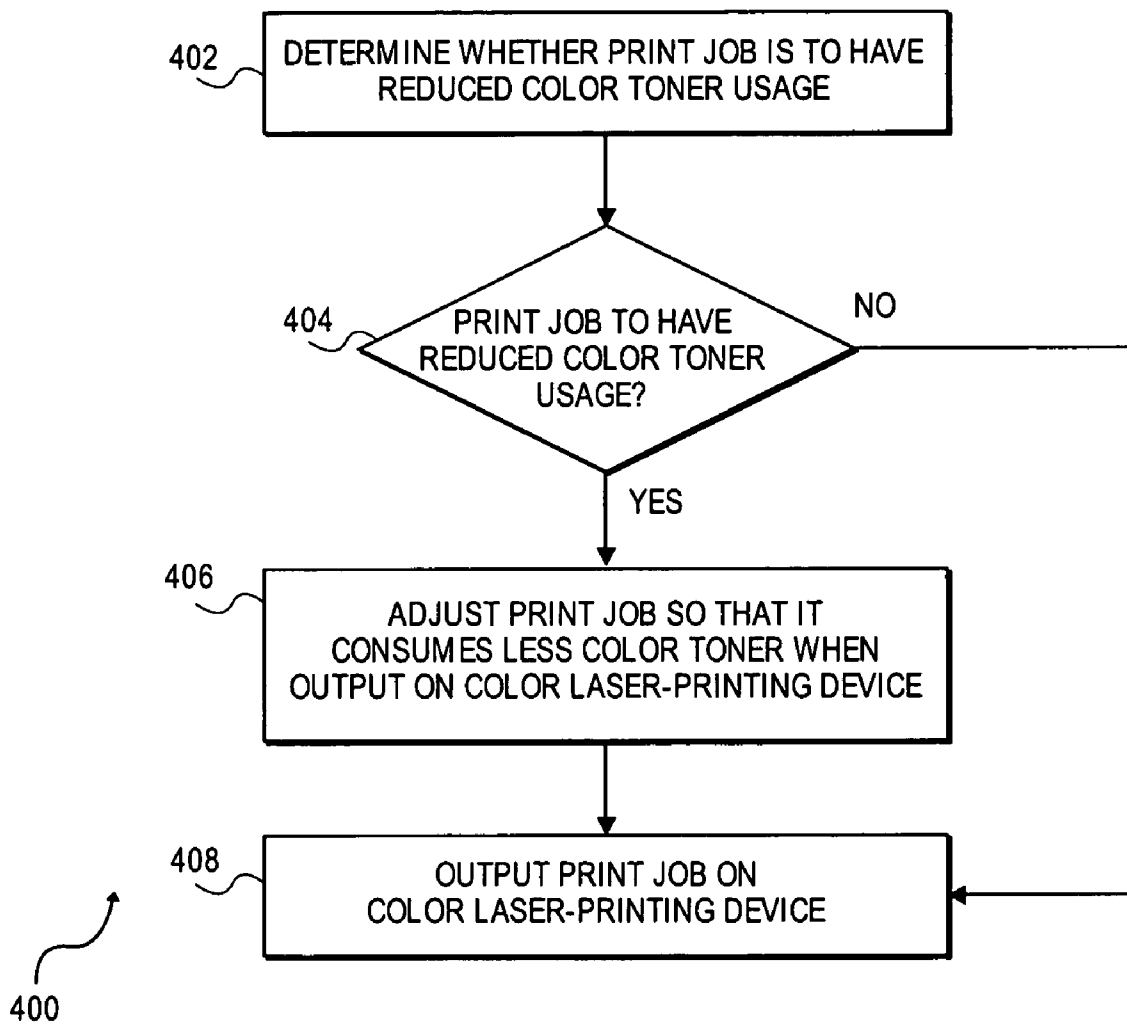 402
DETERMINE WHETHER PRINT JOB IS TO HAVE
REDUCED COLOR TONER USAGE
404
PRINT JOB TO HAVE
REDUCED COLOR TONER
USAGE?
NO
YES
406
ADJUST PRINT JOB SO THAT IT
CONSUMES LESS COLOR TONER WHEN
OUTPUT ON COLOR LASER-PRINTING DEVICE
408
OUTPUT PRINT JOB ON
COLOR LASER-PRINTING DEVICE
400